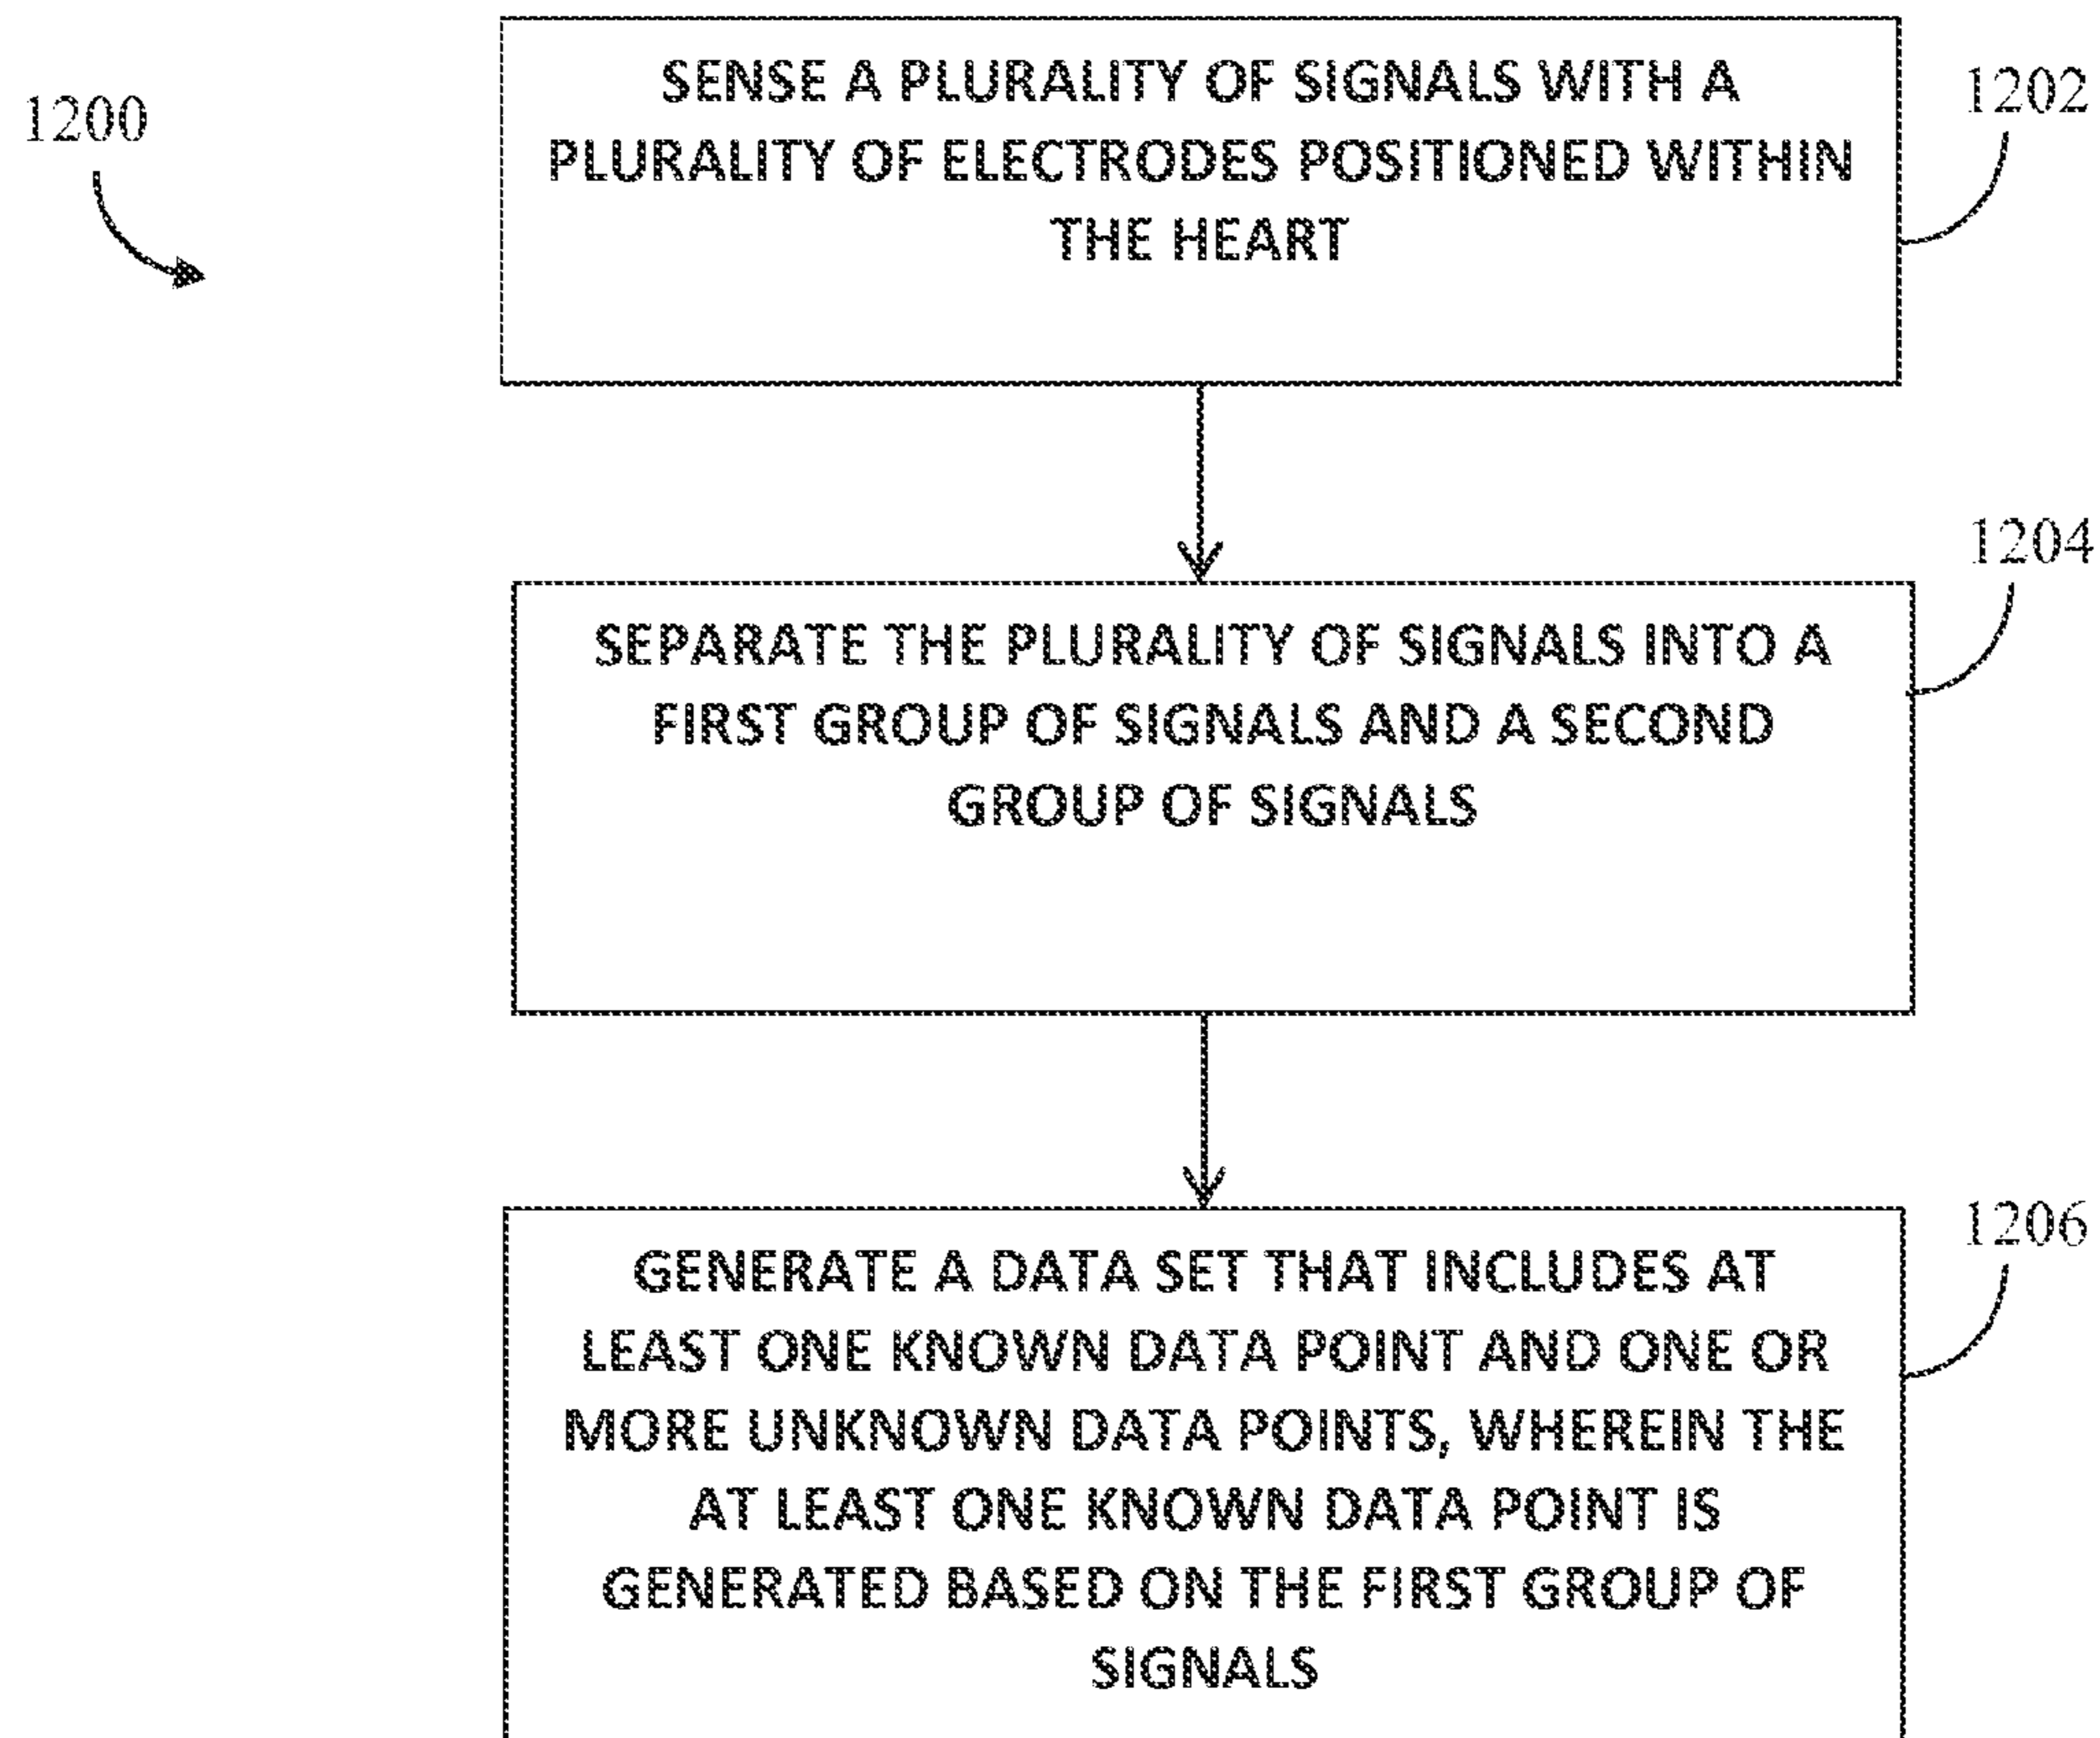 1200
SENSE A PLURALITY OF SIGNALS WITH A
PLURALITY OF ELECTRODES POSITIONED WITHIN
THE HEART
1202
SEPARATE THE PLURALITY OF SIGNALS INTO A
FIRST GROUP OF SIGNALS AND A SECOND
GROUP OF SIGNALS
1204
GENERATE A DATA SET THAT INCLUDES AT
LEAST ONE KNOWN DATA POINT AND ONE OR
MORE UNKNOWN DATA POINTS, WHEREIN THE
AT LEAST ONE KNOWN DATA POINT IS
GENERATED BASED ON THE FIRST GROUP OF
SIGNALS
1206